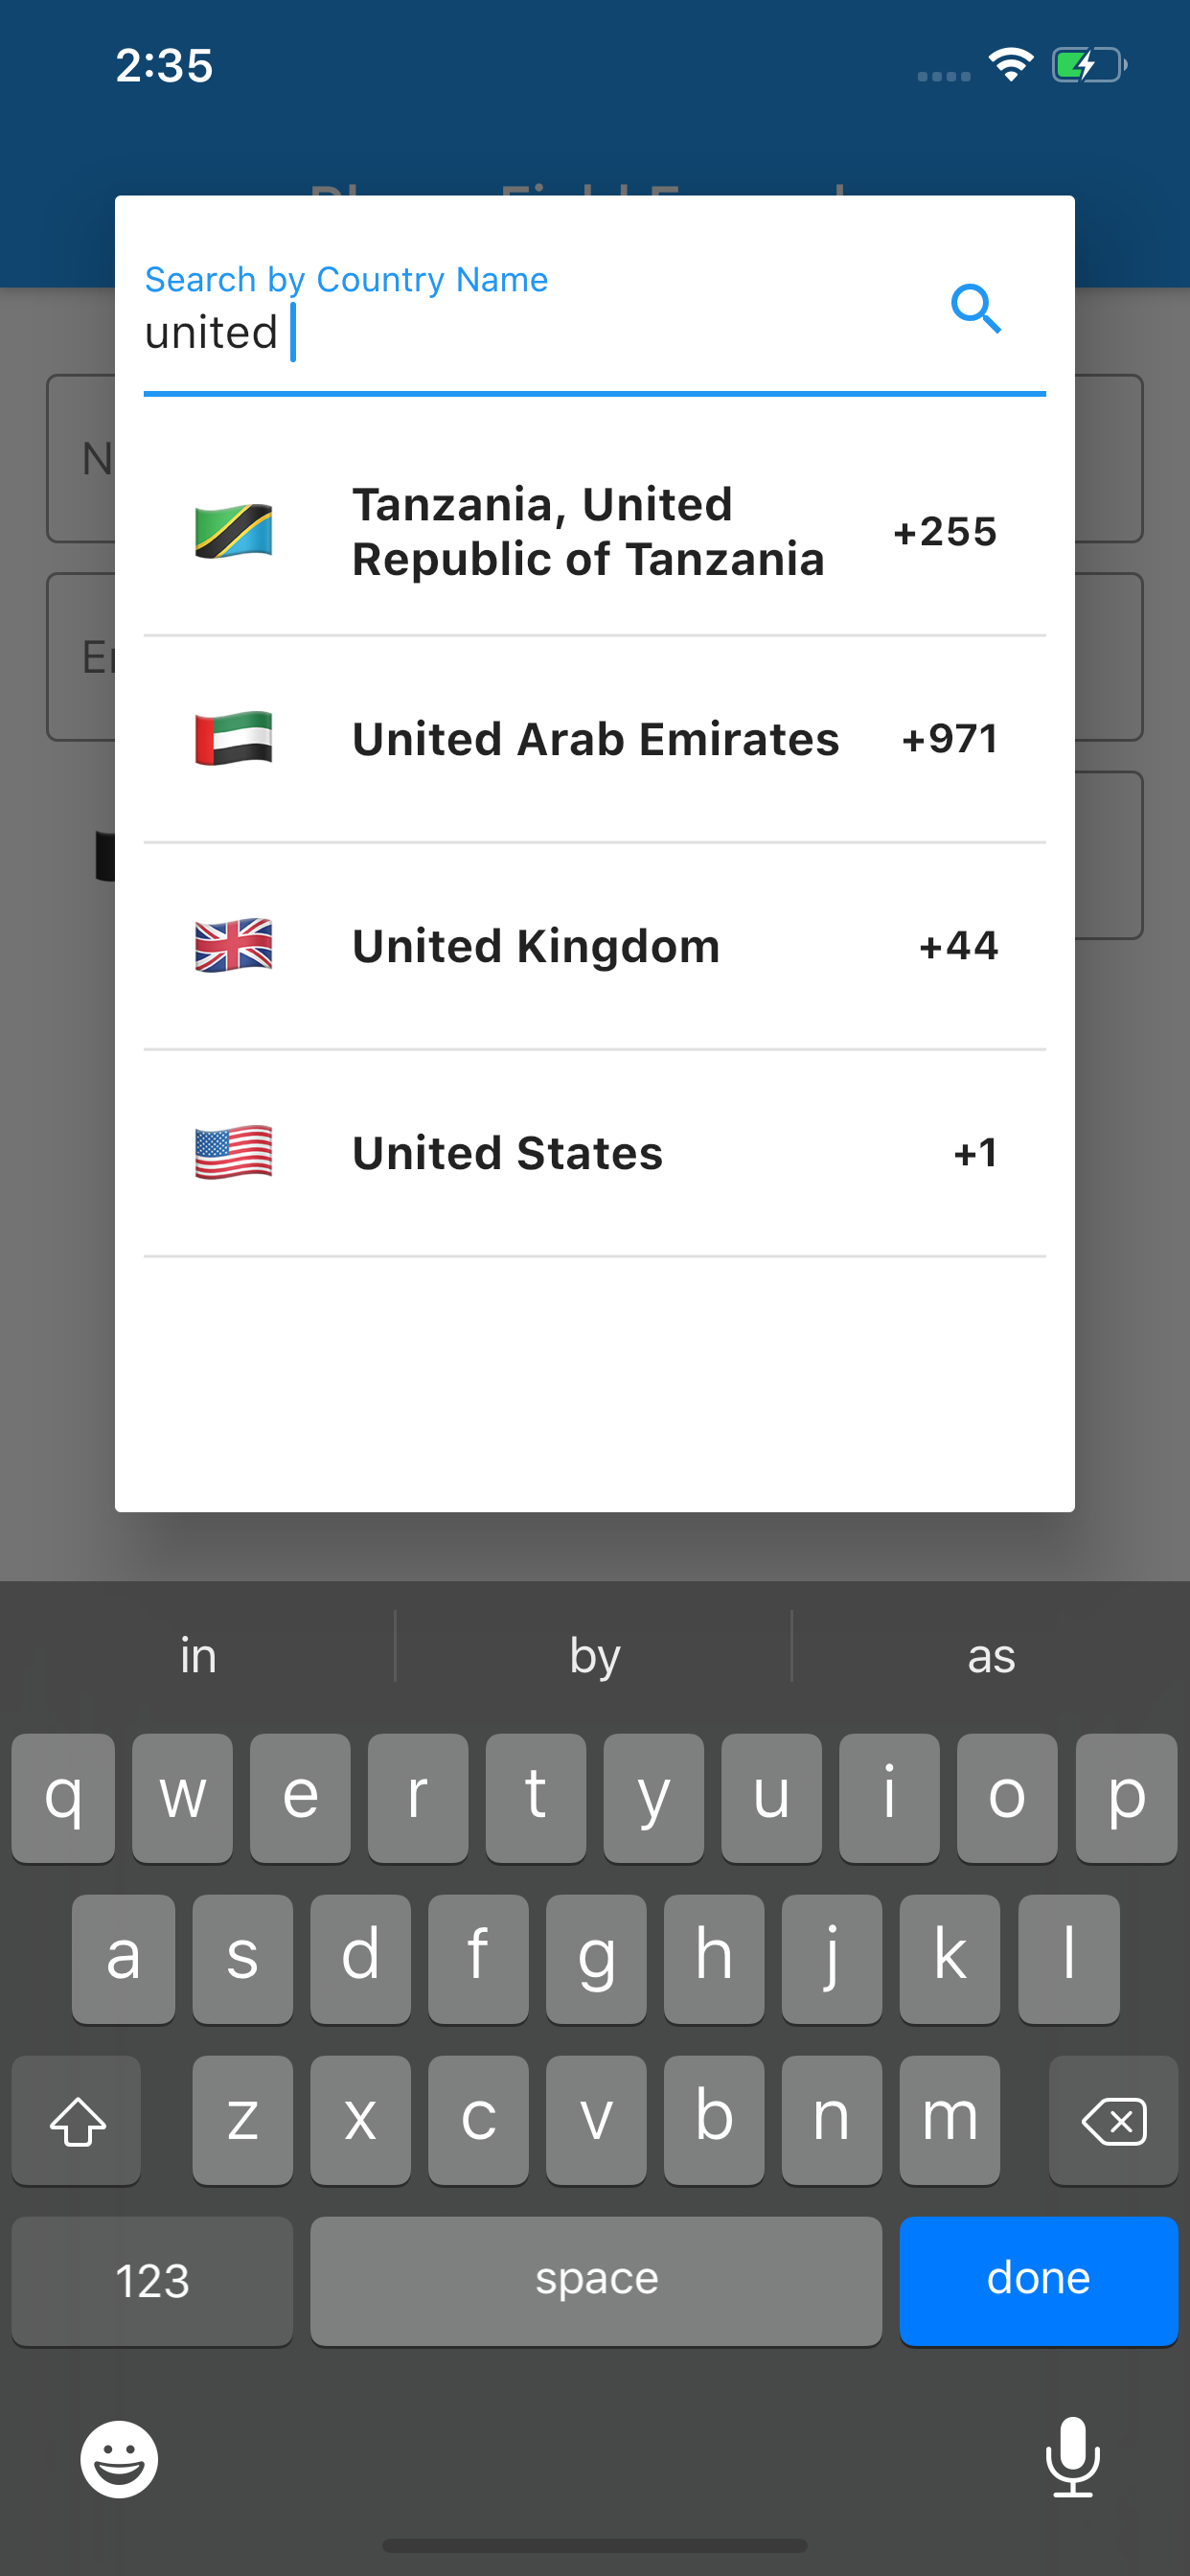 2:35
Search by Country Name
united
Tanzania, United
Republic of Tanzania
+255
United Arab Emirates
+971
United Kingdom
+44
United States
+1
in by as
q w e r t y u i o p
a s d f g h j k l
z x c v b n m
123 space done